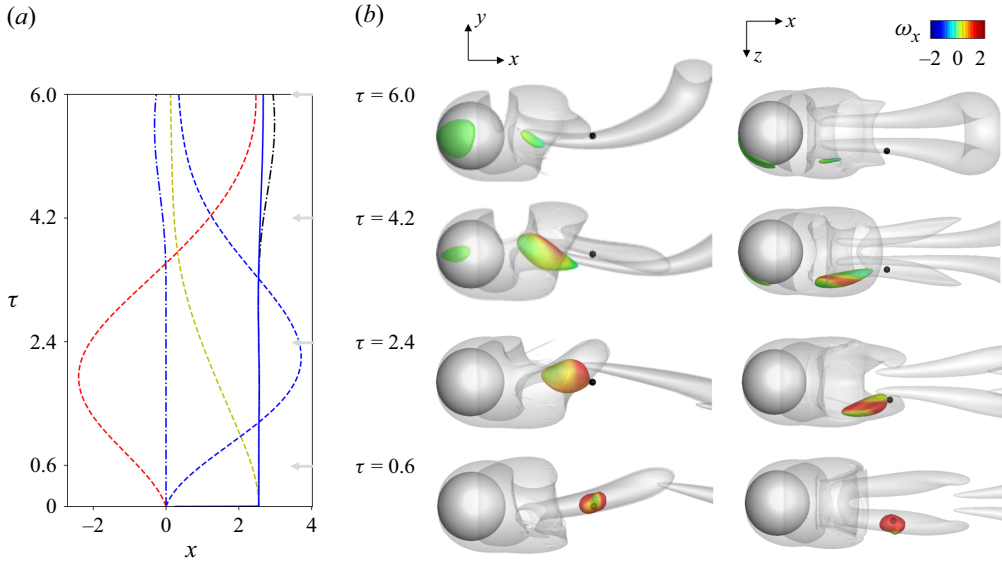 (a)
6.0
4.2
τ
2.4
0.6
0
−2 0 2 4
x
(b)
y
x
x
z
ωx
−2 0 2
τ = 6.0
τ = 4.2
τ = 2.4
τ = 0.6